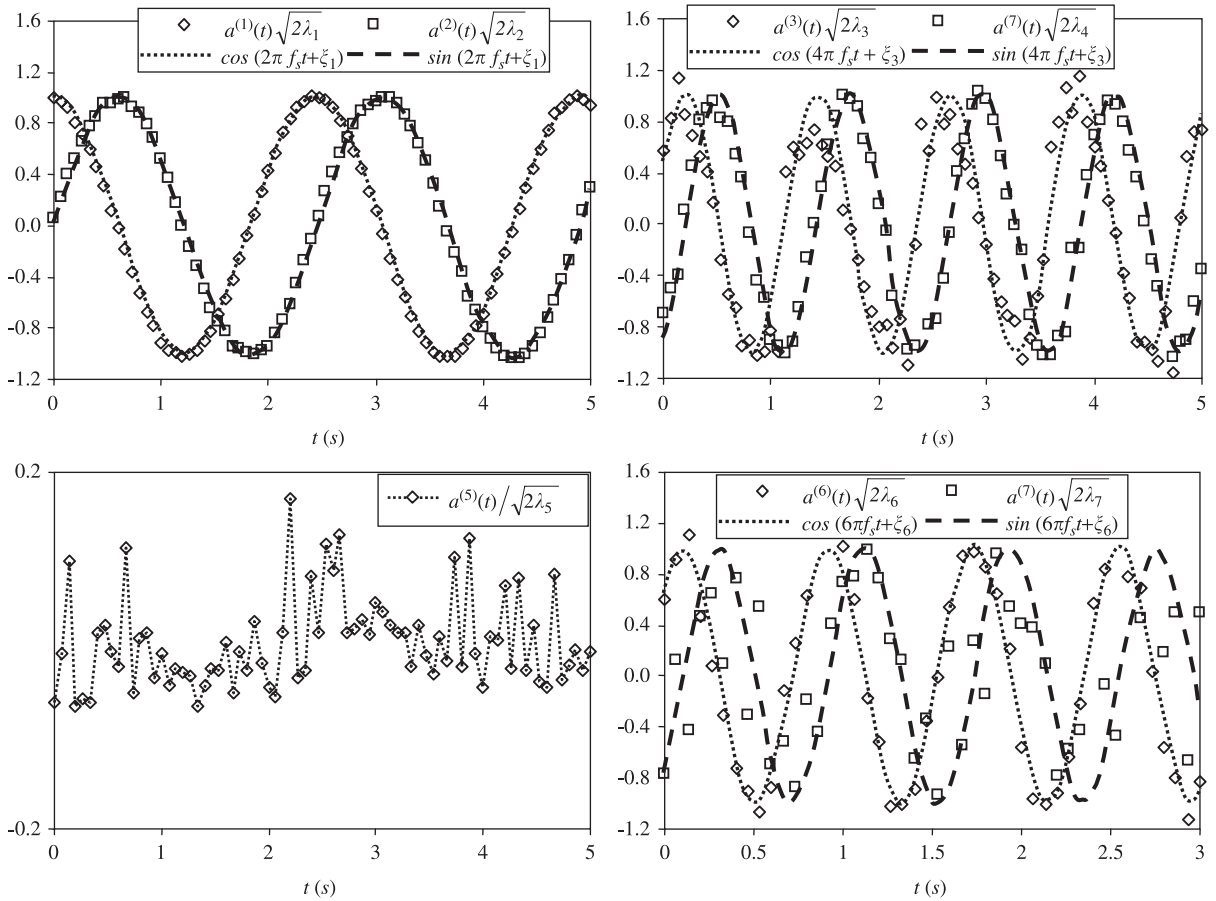 a^(1)(t)√2λ₁ a^(2)(t)√2λ₂
cos (2π fₛt+ξ₁) sin (2π fₛt+ξ₁)
1.6
1.2
0.8
0.4
0.0
-0.4
-0.8
-1.2
0 1 2 3 4 5
t (s)
a^(3)(t)√2λ₃ a^(7)(t)√2λ₄
cos (4π fₛt + ξ₃) sin (4π fₛt+ξ₃)
1.6
1.2
0.8
0.4
0.0
-0.4
-0.8
-1.2
0 1 2 3 4 5
t (s)
a^(5)(t)/√2λ₅
0.2
-0.2
0 1 2 3 4 5
t (s)
a^(6)(t)√2λ₆ a^(7)(t)√2λ₇
cos (6πfₛt+ξ₆) sin (6πfₛt+ξ₆)
1.6
1.2
0.8
0.4
0.0
-0.4
-0.8
-1.2
0 0.5 1 1.5 2 2.5 3
t (s)